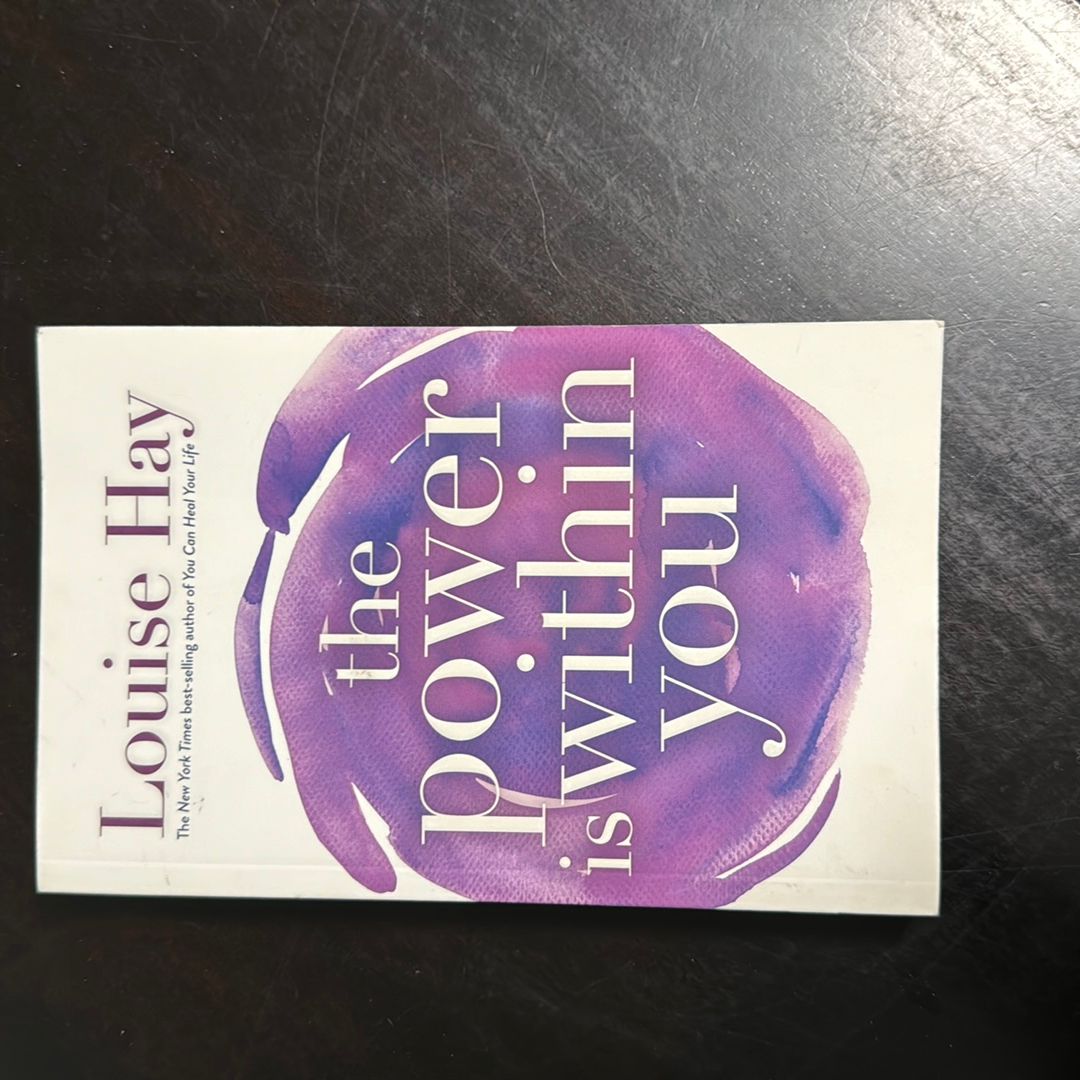 Louise Hay
The New York Times best-selling author of You Can Heal Your Life
the
power
is within
you